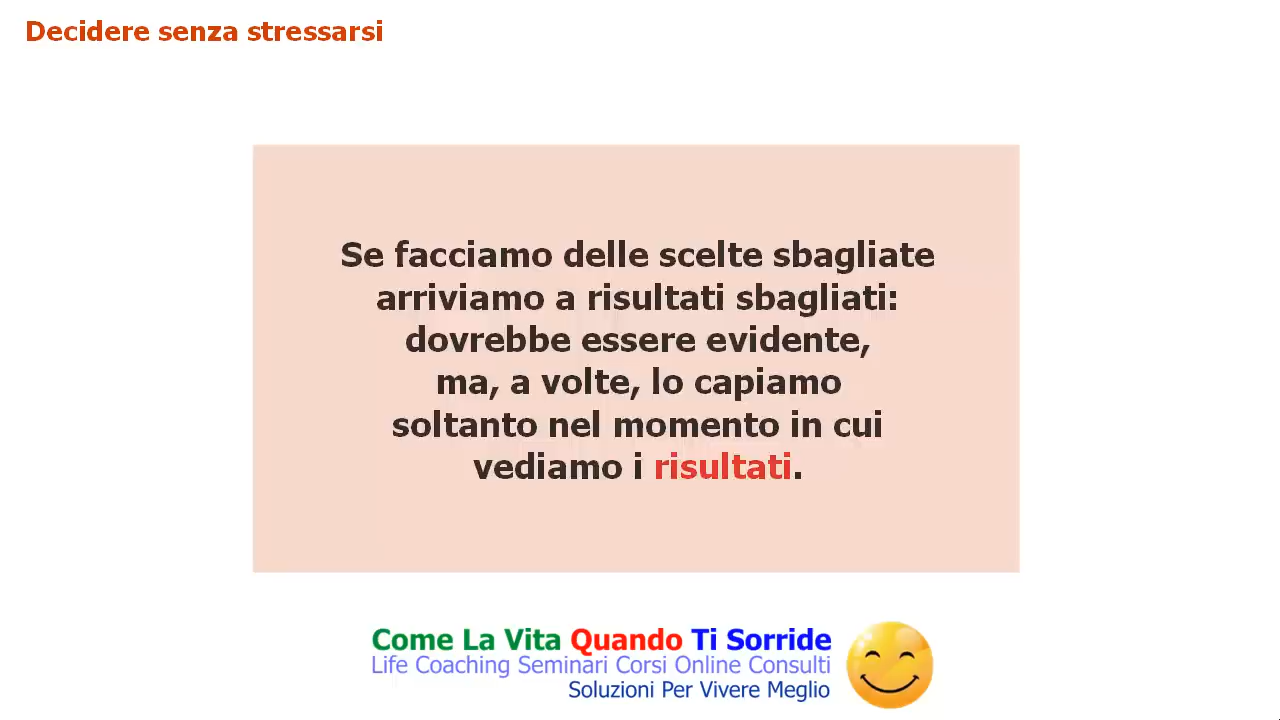 Decidere senza stressarsi
Se facciamo delle scelte sbagliate
arriviamo a risultati sbagliati:
dovrebbe essere evidente,
ma, a volte, lo capiamo
soltanto nel momento in cui
vediamo i risultati.
Come La Vita Quando Ti Sorride
Life Coaching Seminari Corsi Online Consulti
Soluzioni Per Vivere Meglio